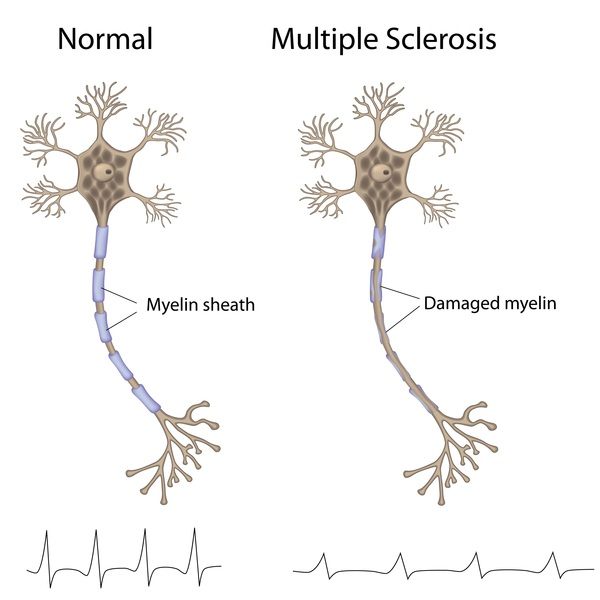 Normal
Multiple Sclerosis
Myelin sheath
Damaged myelin